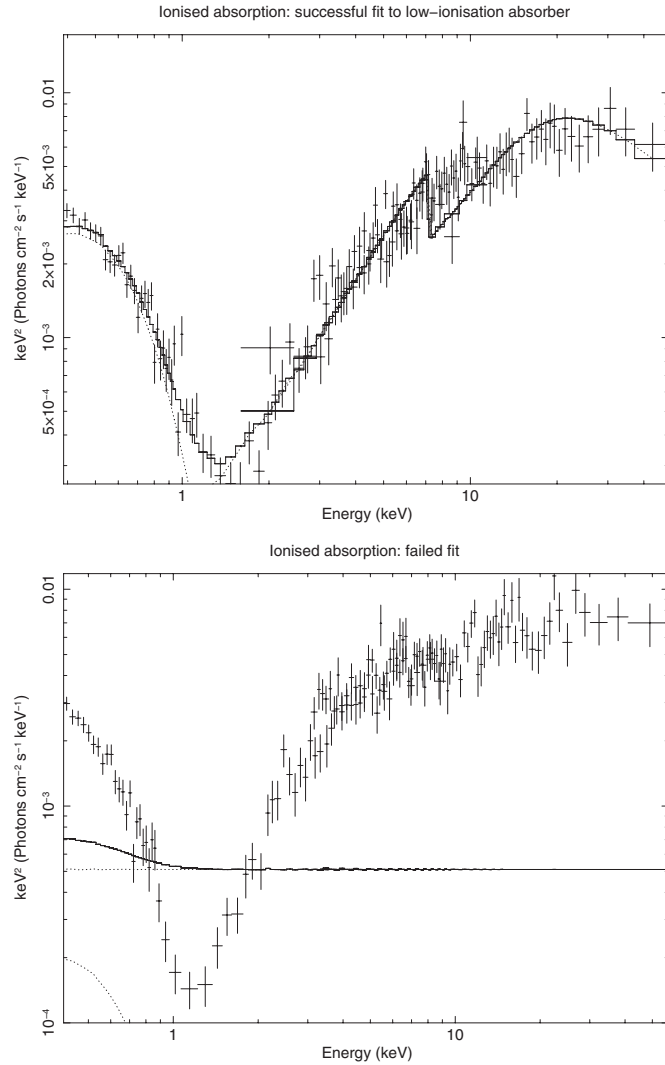 Ionised absorption: successful fit to low−ionisation absorber
0.01
5×10⁻³
2×10⁻³
10⁻³
5×10⁻⁴
keV² (Photons cm⁻² s⁻¹ keV⁻¹)
1 10
Energy (keV)
Ionised absorption: failed fit
0.01
10⁻³
10⁻⁴
keV² (Photons cm⁻² s⁻¹ keV⁻¹)
1 10
Energy (keV)